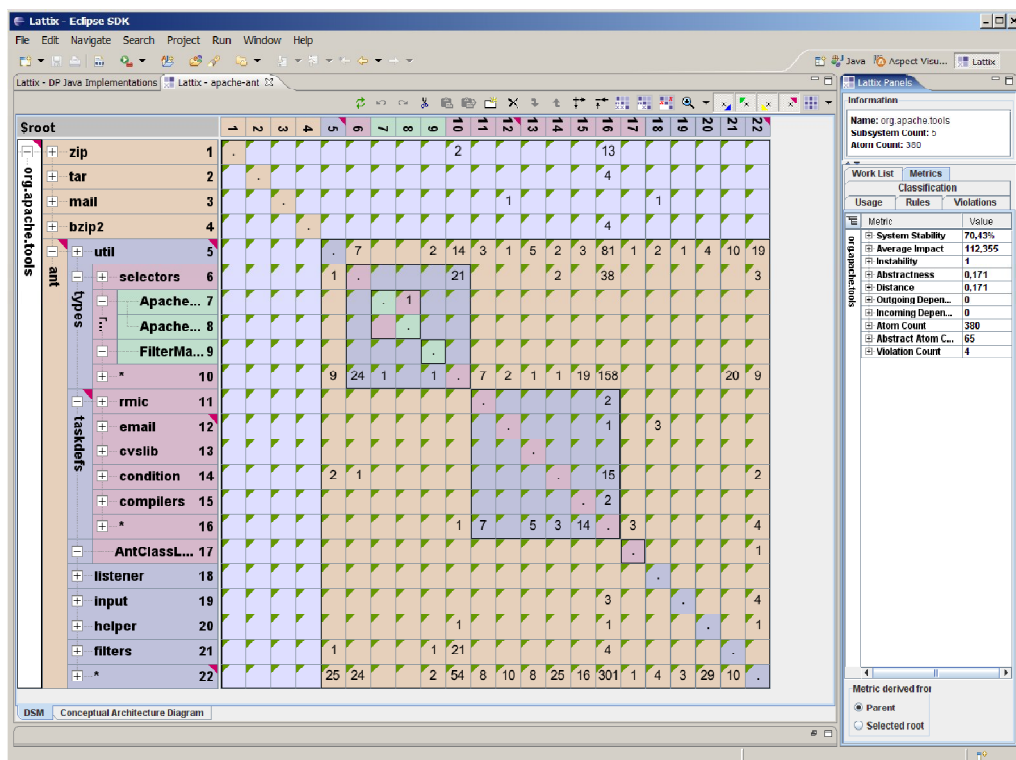 Lattix - Eclipse SDK
File Edit Navigate Search Project Run Window Help
Java Aspect Visu... Lattix
Lattix - DP Java Implementations Lattix - apache-ant
$root 1 2 3 4 5 6 7 8 9 10 11 12 13 14 15 16 17 18 19 20 21 22
org.apache.tools
ant
types
taskdefs
zip 1 . 2 13
tar 2 . 4
mail 3 . 1 1
bzip2 4 . 4
util 5 . 7 2 14 3 1 5 2 3 81 1 2 1 4 10 19
selectors 6 1 . 21 2 38 3
Apache... 7 . 1
Apache... 8 .
FilterMa... 9 .
* 10 9 24 1 1 . 7 2 1 1 19 158 20 9
rmic 11 . 2
email 12 . 1 3
cvslib 13 .
condition 14 2 1 . 15 2
compilers 15 . 2
* 16 1 7 5 3 14 . 3 4
AntClassL... 17 . 1
listener 18 .
input 19 3 . 4
helper 20 1 1 . 1
filters 21 1 1 21 4 .
* 22 25 24 2 54 8 10 8 25 16 301 1 4 3 29 10 .
DSM Conceptual Architecture Diagram
Lattix Panels
Information
Name: org.apache.tools
Subsystem Count: 5
Atom Count: 380
Work List Metrics
Classification
Usage Rules Violations
org.apache.tools
Metric Value
System Stability 70,43%
Average Impact 112,355
Instability 1
Abstractness 0,171
Distance 0,171
Outgoing Depen... 0
Incoming Depen... 0
Atom Count 380
Abstract Atom C... 65
Violation Count 4
Metric derived from
Parent
Selected root